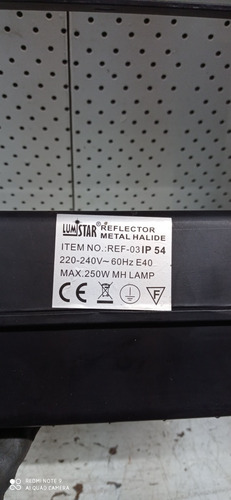 LUMISTAR® REFLECTOR
METAL HALIDE
ITEM NO.:REF-03 IP 54
220-240V~ 60Hz E40
MAX.250W MH LAMP
CE F
REDMI NOTE 9
AI QUAD CAMERA